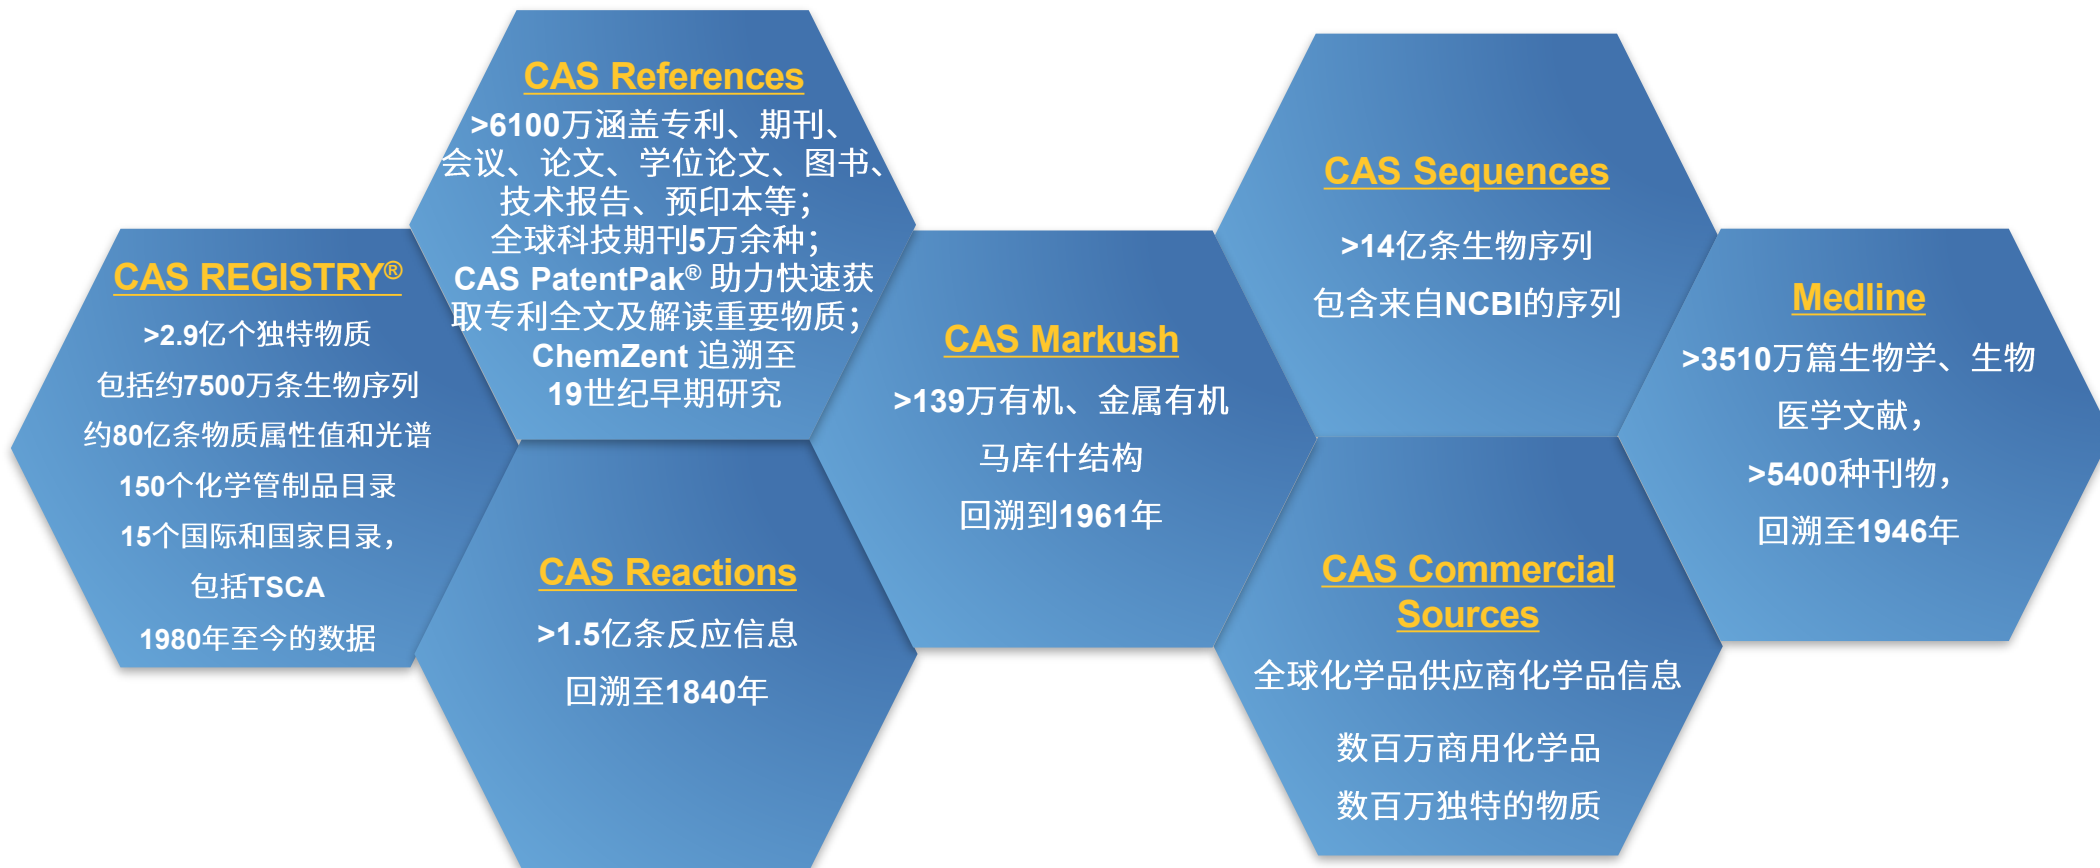 CAS REGISTRY®
>2.9亿个独特物质
包括约7500万条生物序列
约80亿条物质属性值和光谱
150个化学管制品目录
15个国际和国家目录，
包括TSCA
1980年至今的数据
CAS References
>6100万涵盖专利、期刊、
会议、论文、学位论文、图书、
技术报告、预印本等；
全球科技期刊5万余种；
CAS PatentPak® 助力快速获
取专利全文及解读重要物质；
ChemZent 追溯至
19世纪早期研究
CAS Reactions
>1.5亿条反应信息
回溯至1840年
CAS Markush
>139万有机、金属有机
马库什结构
回溯到1961年
CAS Sequences
>14亿条生物序列
包含来自NCBI的序列
CAS Commercial
Sources
全球化学品供应商化学品信息
数百万商用化学品
数百万独特的物质
Medline
>3510万篇生物学、生物
医学文献，
>5400种刊物，
回溯至1946年